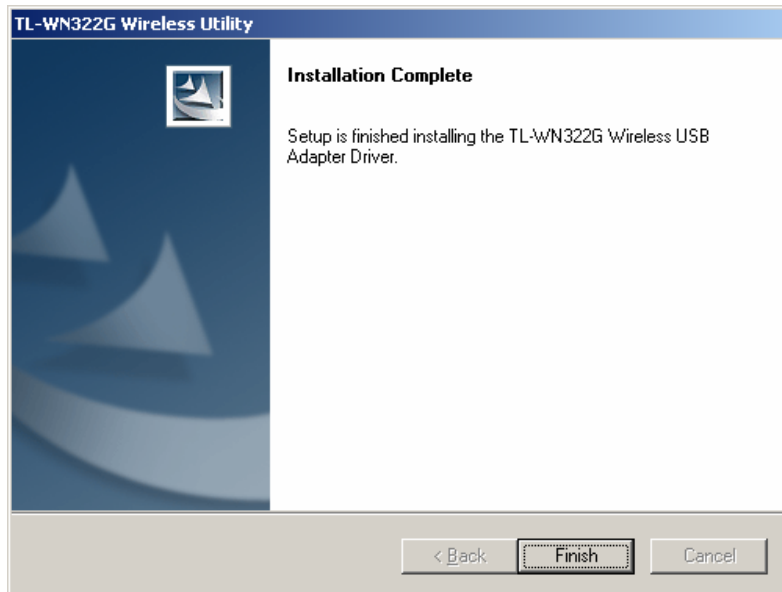 TL-WN322G Wireless Utility
Installation Complete
Setup is finished installing the TL-WN322G Wireless USB
Adapter Driver.
< Back
Finish
Cancel